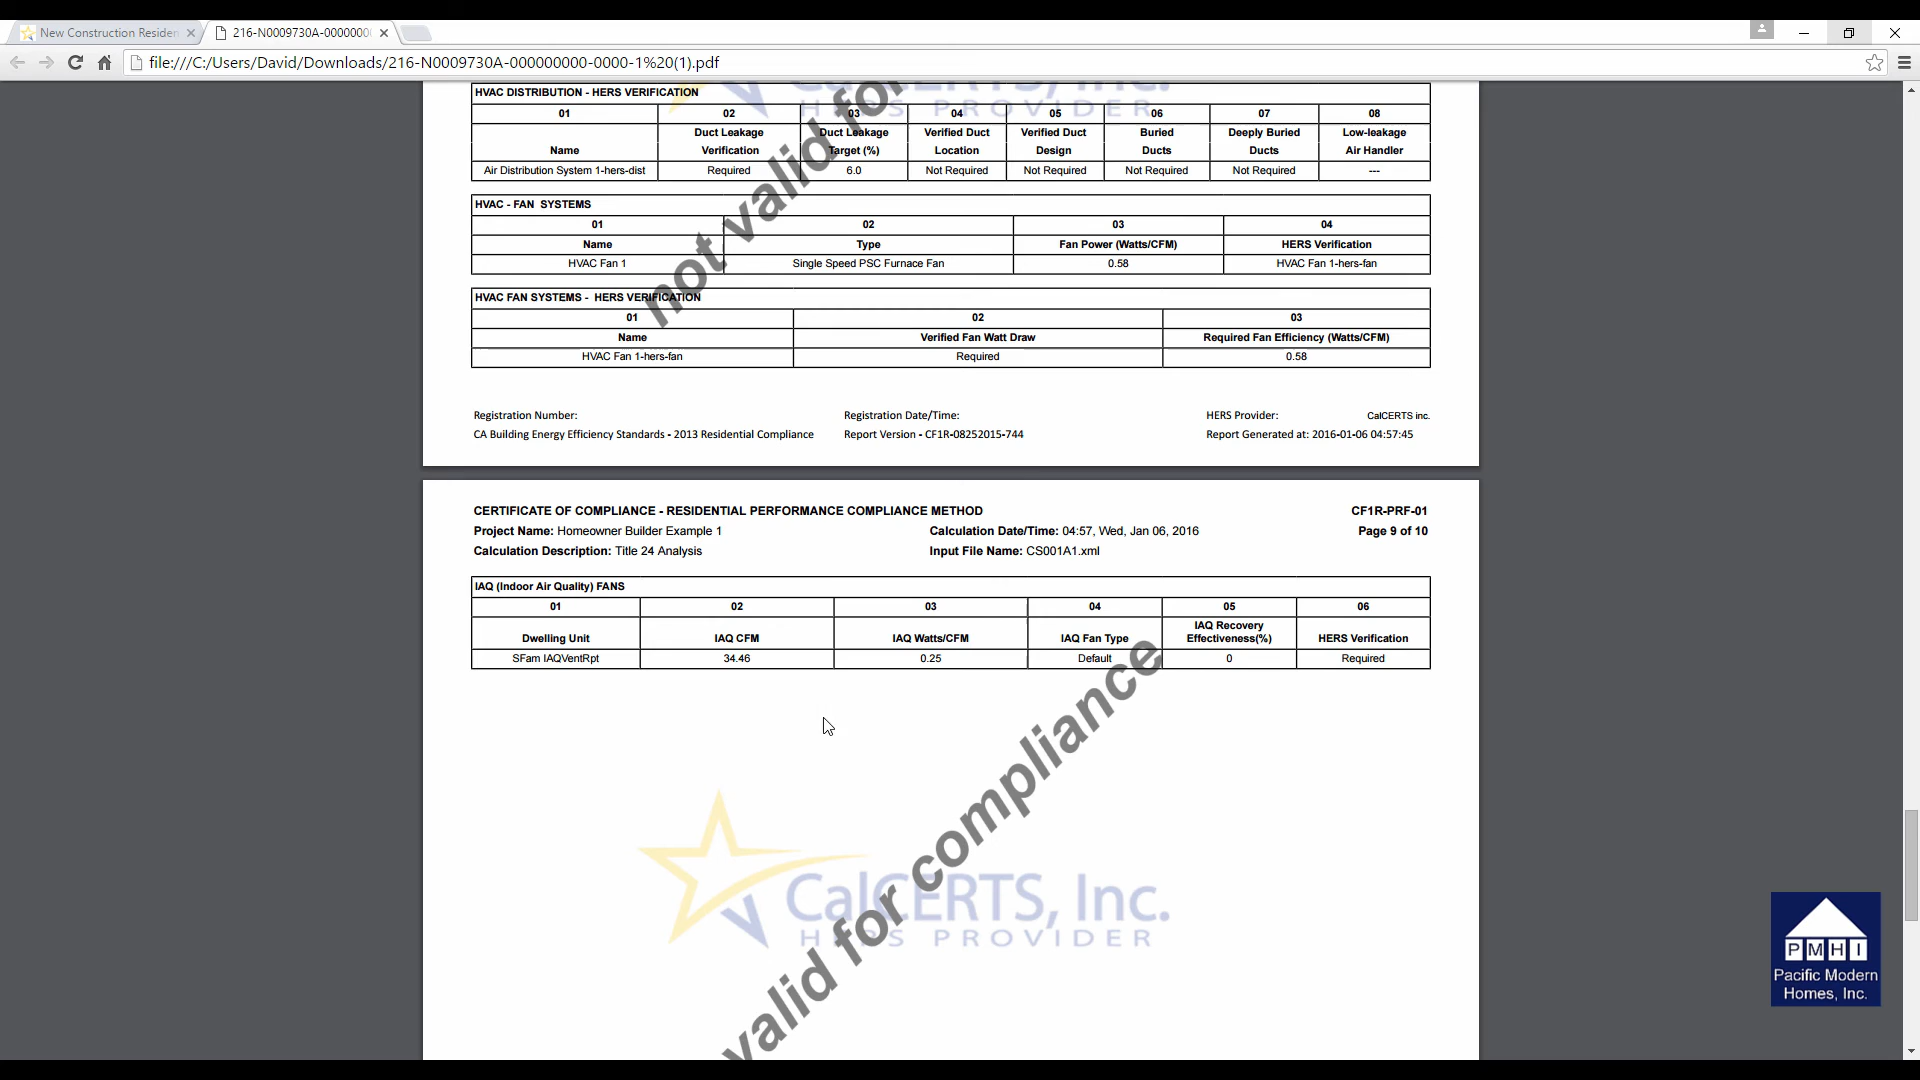 New Construction Residen
216-N0009730A-0000000
file:///C:/Users/David/Downloads/216-N0009730A-000000000-0000-1%20(1).pdf
HVAC DISTRIBUTION - HERS VERIFICATION
01 02 03 04 05 06 07 08
Duct Leakage Duct Leakage Verified Duct Verified Duct Buried Deeply Buried Low-leakage
Name Verification Target (%) Location Design Ducts Ducts Air Handler
Air Distribution System 1-hers-dist Required 6.0 Not Required Not Required Not Required Not Required ---
HVAC - FAN SYSTEMS
01 02 03 04
Name Type Fan Power (Watts/CFM) HERS Verification
HVAC Fan 1 Single Speed PSC Furnace Fan 0.58 HVAC Fan 1-hers-fan
HVAC FAN SYSTEMS - HERS VERIFICATION
01 02 03
Name Verified Fan Watt Draw Required Fan Efficiency (Watts/CFM)
HVAC Fan 1-hers-fan Required 0.58
not valid for
HERS PROVIDER
Registration Number: Registration Date/Time: HERS Provider: CalCERTS inc.
CA Building Energy Efficiency Standards - 2013 Residential Compliance Report Version - CF1R-08252015-744 Report Generated at: 2016-01-06 04:57:45
CERTIFICATE OF COMPLIANCE - RESIDENTIAL PERFORMANCE COMPLIANCE METHOD CF1R-PRF-01
Project Name: Homeowner Builder Example 1 Calculation Date/Time: 04:57, Wed, Jan 06, 2016 Page 9 of 10
Calculation Description: Title 24 Analysis Input File Name: CS001A1.xml
IAQ (Indoor Air Quality) FANS
01 02 03 04 05 06
IAQ Recovery
Dwelling Unit IAQ CFM IAQ Watts/CFM IAQ Fan Type Effectiveness(%) HERS Verification
SFam IAQVentRpt 34.46 0.25 Default 0 Required
valid for compliance
CalCERTS, Inc.
HERS PROVIDER
PMHI
Pacific Modern
Homes, Inc.